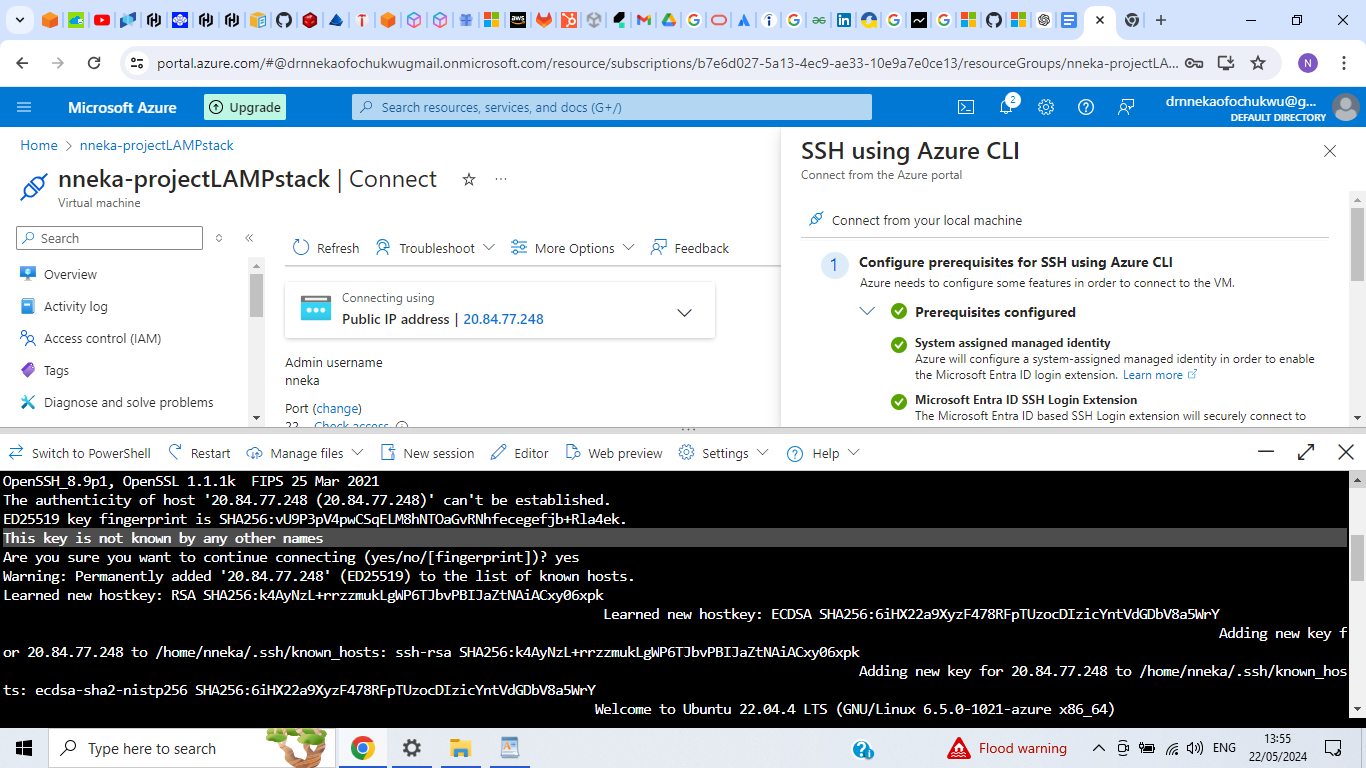 portal.azure.com/#@drnnekaofochukwugmail.onmicrosoft.com/resource/subscriptions/b7e6d027-5a13-4ec9-ae33-10e9a7e0ce13/resourceGroups/nneka-projectLA...
N
Microsoft Azure
Upgrade
Search resources, services, and docs (G+/)
2
drnnekaofochukwu@g...
DEFAULT DIRECTORY
Home > nneka-projectLAMPstack
nneka-projectLAMPstack | Connect
Virtual machine
Search
Overview
Activity log
Access control (IAM)
Tags
Diagnose and solve problems
Refresh
Troubleshoot
More Options
Feedback
Connecting using
Public IP address | 20.84.77.248
Admin username
nneka
Port (change)
22 Check access
SSH using Azure CLI
Connect from the Azure portal
Connect from your local machine
1
Configure prerequisites for SSH using Azure CLI
Azure needs to configure some features in order to connect to the VM.
Prerequisites configured
System assigned managed identity
Azure will configure a system-assigned managed identity in order to enable
the Microsoft Entra ID login extension. Learn more
Microsoft Entra ID SSH Login Extension
The Microsoft Entra ID based SSH Login extension will securely connect to
Switch to PowerShell
Restart
Manage files
New session
Editor
Web preview
Settings
Help
OpenSSH_8.9p1, OpenSSL 1.1.1k  FIPS 25 Mar 2021
The authenticity of host '20.84.77.248 (20.84.77.248)' can't be established.
ED25519 key fingerprint is SHA256:vU9P3pV4pwCSqELM8hNTOaGvRNhfecegefjb+Rla4ek.
This key is not known by any other names
Are you sure you want to continue connecting (yes/no/[fingerprint])? yes
Warning: Permanently added '20.84.77.248' (ED25519) to the list of known hosts.
Learned new hostkey: RSA SHA256:k4AyNzL+rrzzmukLgWP6TJbvPBIJaZtNAiACxy06xpk
Learned new hostkey: ECDSA SHA256:6iHX22a9XyzF478RFpTUzocDIzicYntVdGDbV8a5WrY
Adding new key f
or 20.84.77.248 to /home/nneka/.ssh/known_hosts: ssh-rsa SHA256:k4AyNzL+rrzzmukLgWP6TJbvPBIJaZtNAiACxy06xpk
Adding new key for 20.84.77.248 to /home/nneka/.ssh/known_hos
ts: ecdsa-sha2-nistp256 SHA256:6iHX22a9XyzF478RFpTUzocDIzicYntVdGDbV8a5WrY
Welcome to Ubuntu 22.04.4 LTS (GNU/Linux 6.5.0-1021-azure x86_64)
Type here to search
Flood warning
ENG
13:55
22/05/2024